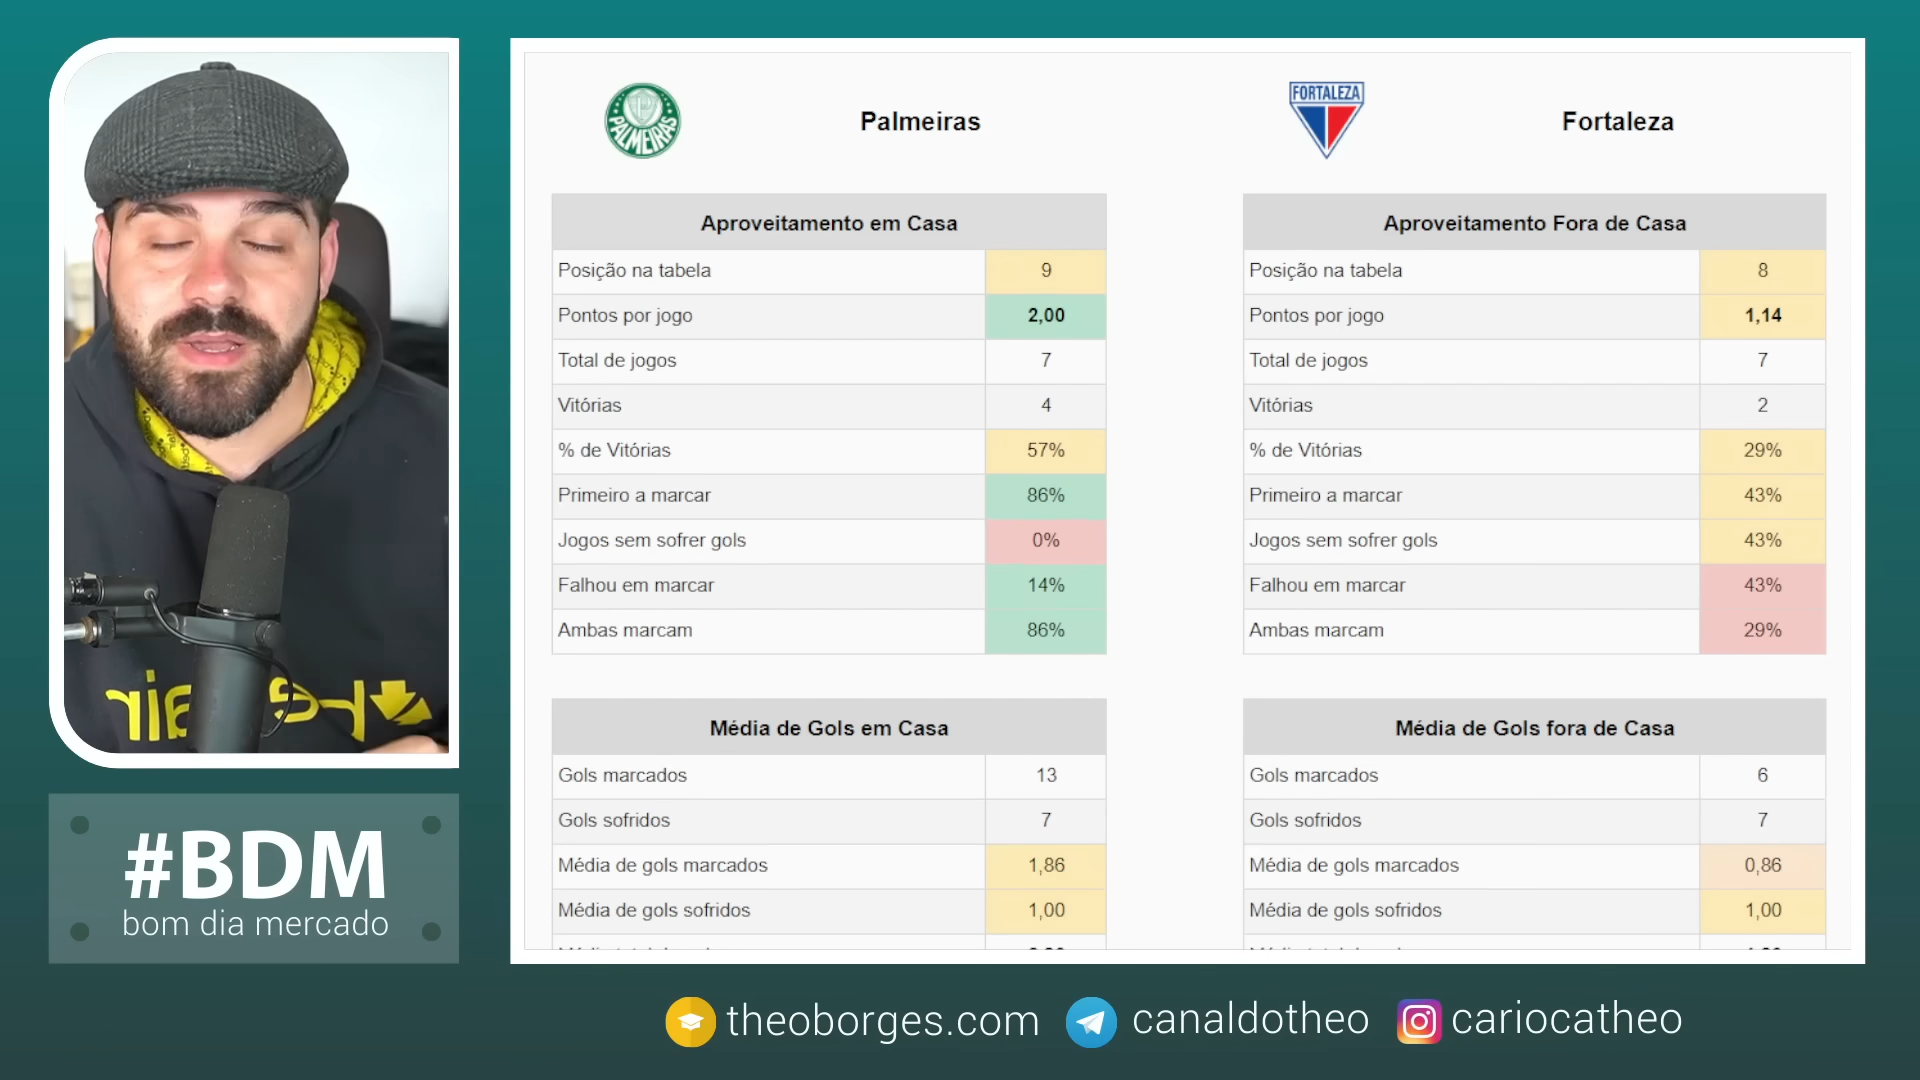 Palmeiras
PALMEIRAS
FORTALEZA
Fortaleza
Aproveitamento em Casa
Posição na tabela 9
Pontos por jogo 2,00
Total de jogos 7
Vitórias 4
% de Vitórias 57%
Primeiro a marcar 86%
Jogos sem sofrer gols 0%
Falhou em marcar 14%
Ambas marcam 86%
Aproveitamento Fora de Casa
Posição na tabela 8
Pontos por jogo 1,14
Total de jogos 7
Vitórias 2
% de Vitórias 29%
Primeiro a marcar 43%
Jogos sem sofrer gols 43%
Falhou em marcar 43%
Ambas marcam 29%
Média de Gols em Casa
Gols marcados 13
Gols sofridos 7
Média de gols marcados 1,86
Média de gols sofridos 1,00
Média de Gols fora de Casa
Gols marcados 6
Gols sofridos 7
Média de gols marcados 0,86
Média de gols sofridos 1,00
#BDM
bom dia mercado
theoborges.com
canaldotheo
cariocatheo